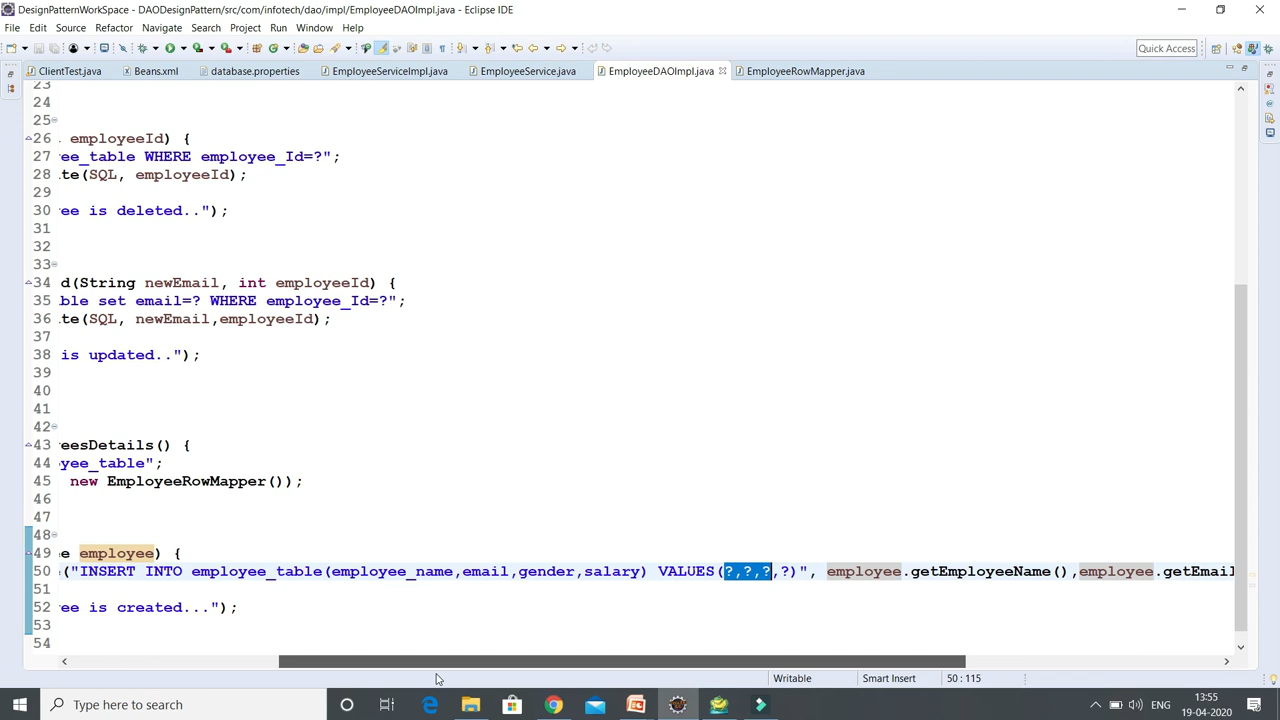 DesignPatternWorkSpace - DAODesignPattern/src/com/infotech/dao/impl/EmployeeDAOImpl.java - Eclipse IDE
File Edit Source Refactor Navigate Search Project Run Window Help
Quick Access
ClientTest.java Beans.xml database.properties EmployeeServiceImpl.java EmployeeService.java EmployeeDAOImpl.java EmployeeRowMapper.java
23
24
25
26 employeeId) {
27 ee_table WHERE employee_Id=?";
28 te(SQL, employeeId);
29
30 ee is deleted..");
31
32
33
34 d(String newEmail, int employeeId) {
35 ble set email=? WHERE employee_Id=?";
36 te(SQL, newEmail,employeeId);
37
38 is updated..");
39
40
41
42
43 eesDetails() {
44 yee_table";
45 new EmployeeRowMapper());
46
47
48
49 ee employee) {
50 ("INSERT INTO employee_table(employee_name,email,gender,salary) VALUES(?,?,?,?)", employee.getEmployeeName(),employee.getEmail
51
52 ee is created...");
53
54
Writable Smart Insert 50 : 115
Type here to search
ENG
13:55
19-04-2020